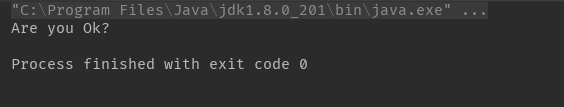 "C:\Program Files\Java\jdk1.8.0_201\bin\java.exe" ...
Are you Ok?
Process finished with exit code 0